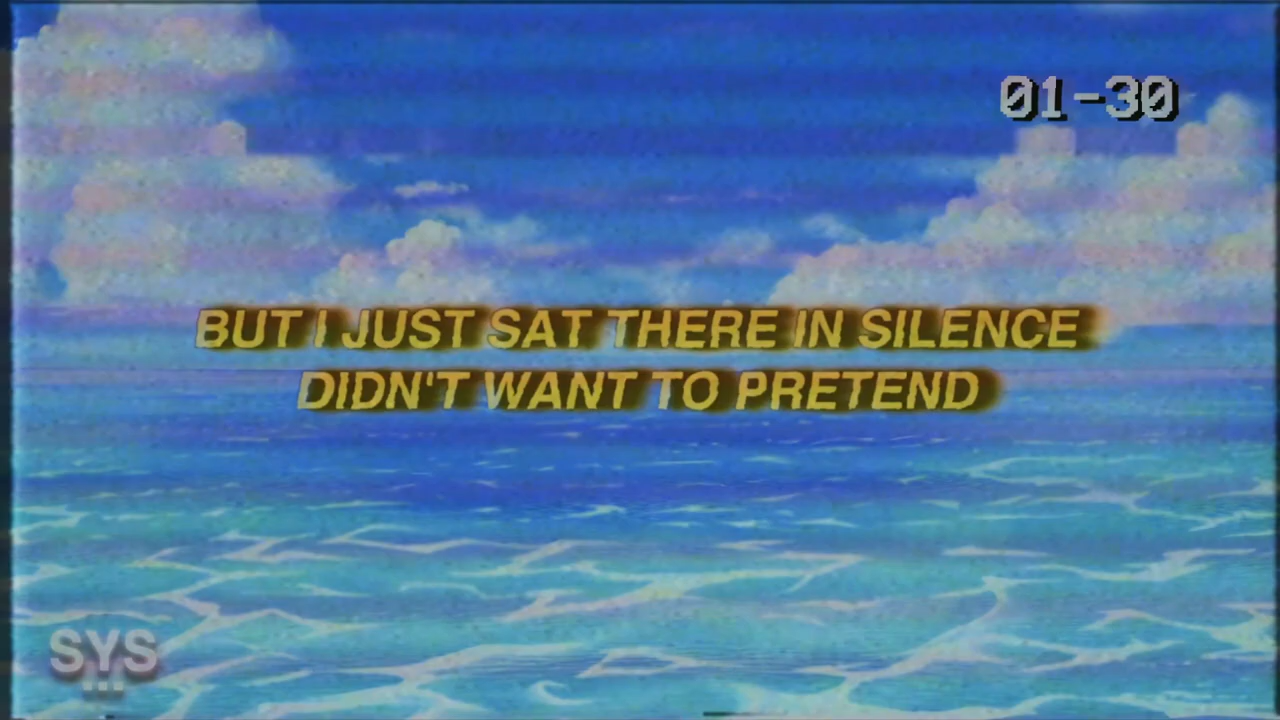 01-30
BUT I JUST SAT THERE IN SILENCE
DIDN'T WANT TO PRETEND
SYS